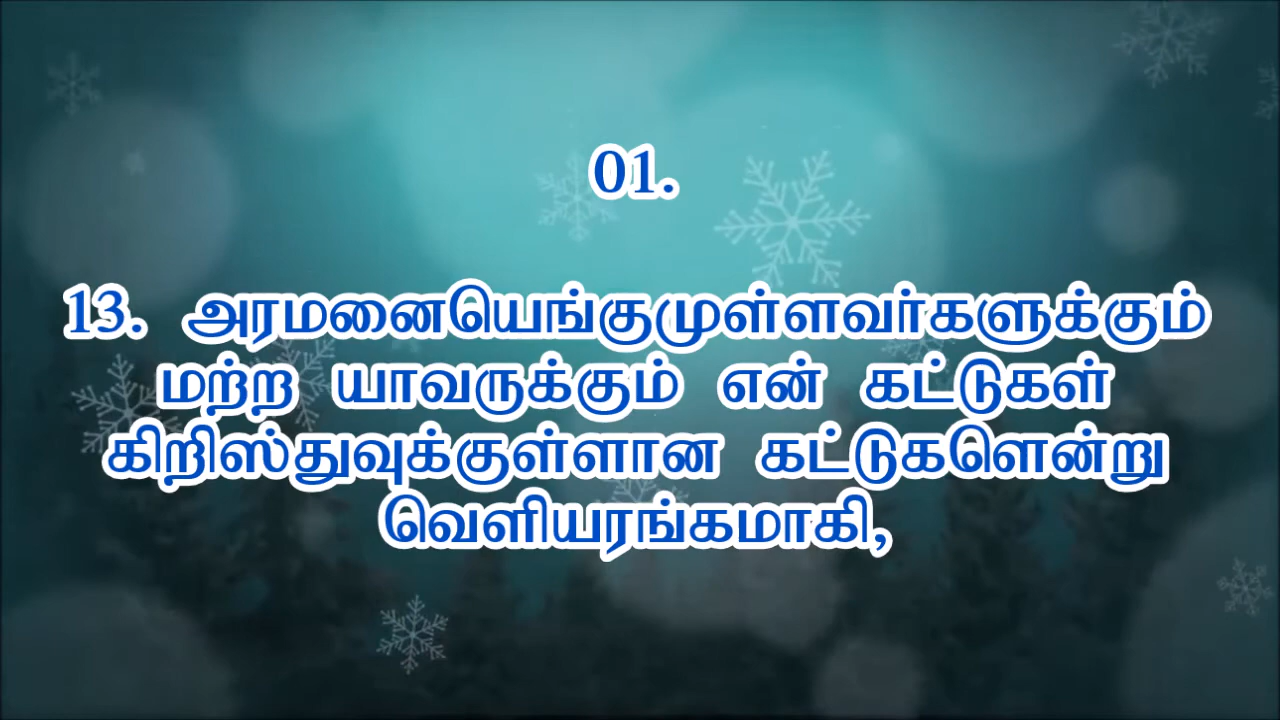 01.
13. அரமனையெங்குமுள்ளவர்களுக்கும்
மற்ற யாவருக்கும் என் கட்டுகள்
கிறிஸ்துவுக்குள்ளான கட்டுகளென்று
வெளியரங்கமாகி,